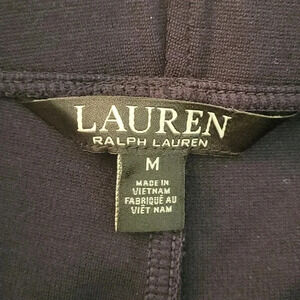 LAUREN
RALPH LAUREN
M
MADE IN
VIETNAM
FABRIQUÉ AU
VIÊT NAM